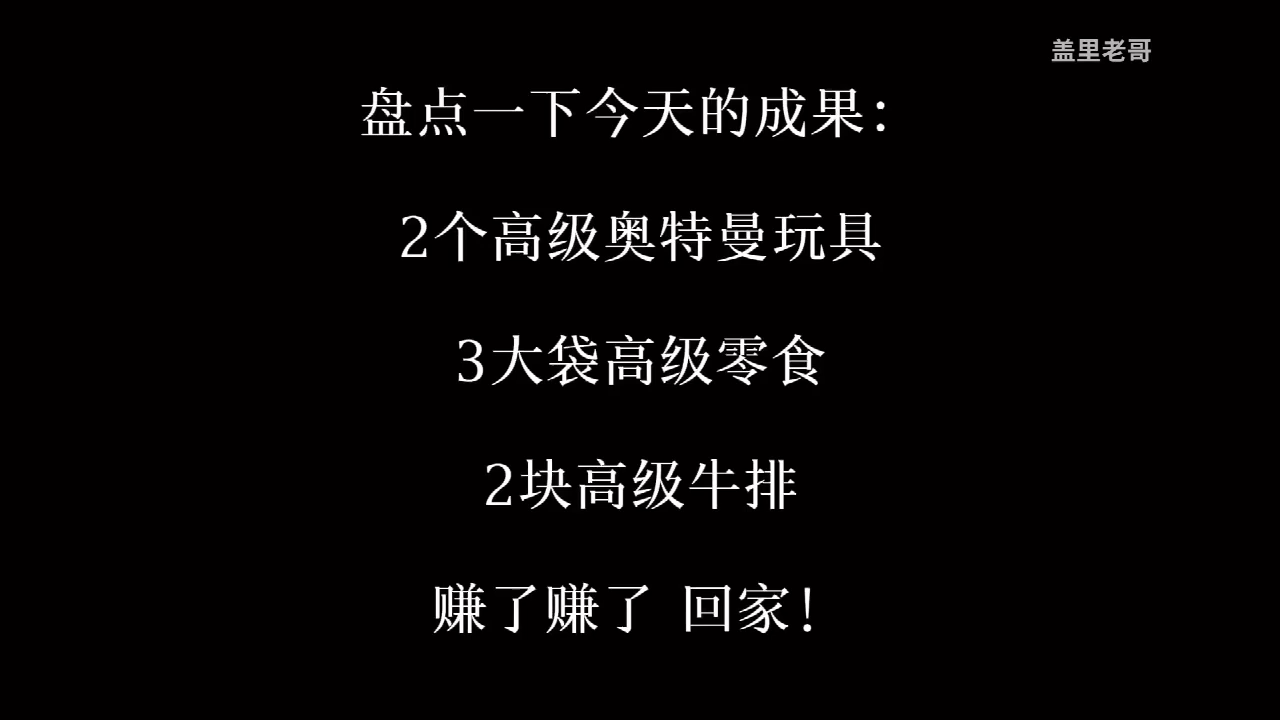 盖里老哥
盘点一下今天的成果：
2个高级奥特曼玩具
3大袋高级零食
2块高级牛排
赚了赚了 回家！